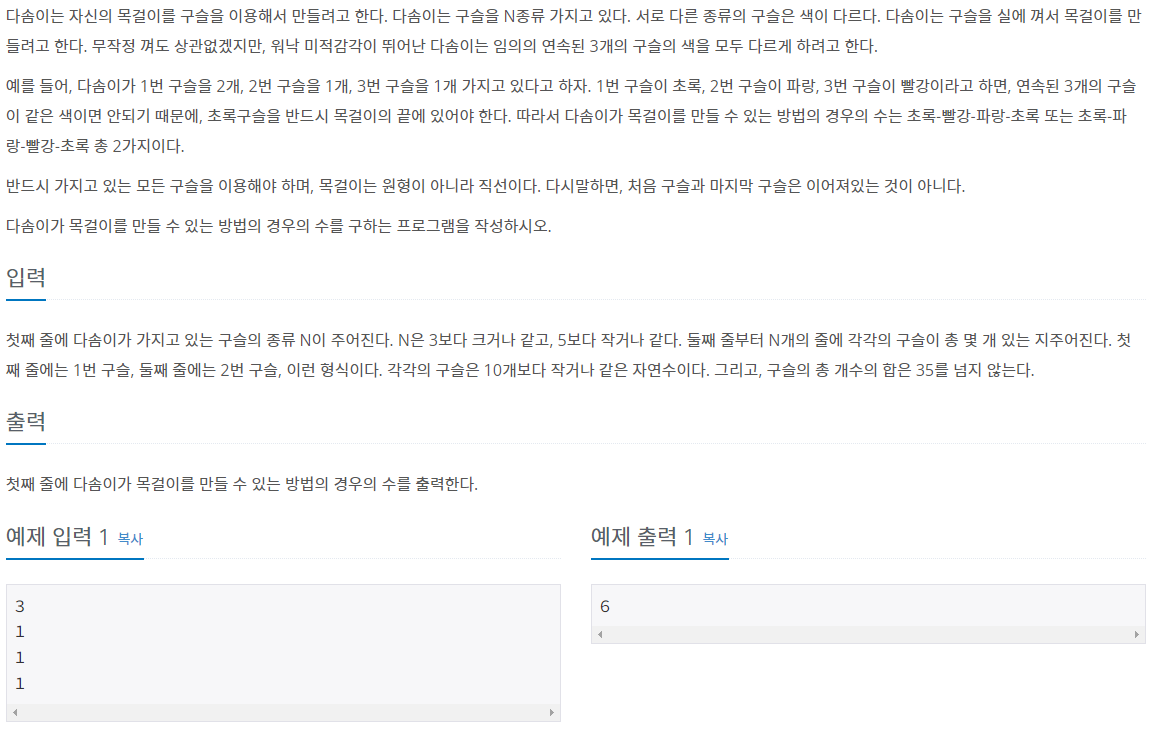 다솜이는 자신의 목걸이를 구슬을 이용해서 만들려고 한다. 다솜이는 구슬을 N종류 가지고 있다. 서로 다른 종류의 구슬은 색이 다르다. 다솜이는 구슬을 실에 껴서 목걸이를 만
들려고 한다. 무작정 껴도 상관없겠지만, 워낙 미적감각이 뛰어난 다솜이는 임의의 연속된 3개의 구슬의 색을 모두 다르게 하려고 한다.
예를 들어, 다솜이가 1번 구슬을 2개, 2번 구슬을 1개, 3번 구슬을 1개 가지고 있다고 하자. 1번 구슬이 초록, 2번 구슬이 파랑, 3번 구슬이 빨강이라고 하면, 연속된 3개의 구슬
이 같은 색이면 안되기 때문에, 초록구슬을 반드시 목걸이의 끝에 있어야 한다. 따라서 다솜이가 목걸이를 만들 수 있는 방법의 경우의 수는 초록-빨강-파랑-초록 또는 초록-파
랑-빨강-초록 총 2가지이다.
반드시 가지고 있는 모든 구슬을 이용해야 하며, 목걸이는 원형이 아니라 직선이다. 다시말하면, 처음 구슬과 마지막 구슬은 이어져있는 것이 아니다.
다솜이가 목걸이를 만들 수 있는 방법의 경우의 수를 구하는 프로그램을 작성하시오.
입력
첫째 줄에 다솜이가 가지고 있는 구슬의 종류 N이 주어진다. N은 3보다 크거나 같고, 5보다 작거나 같다. 둘째 줄부터 N개의 줄에 각각의 구슬이 총 몇 개 있는 지주어진다. 첫
째 줄에는 1번 구슬, 둘째 줄에는 2번 구슬, 이런 형식이다. 각각의 구슬은 10개보다 작거나 같은 자연수이다. 그리고, 구슬의 총 개수의 합은 35를 넘지 않는다.
출력
첫째 줄에 다솜이가 목걸이를 만들 수 있는 방법의 경우의 수를 출력한다.
예제 입력 1 복사
3
1
1
1
예제 출력 1 복사
6